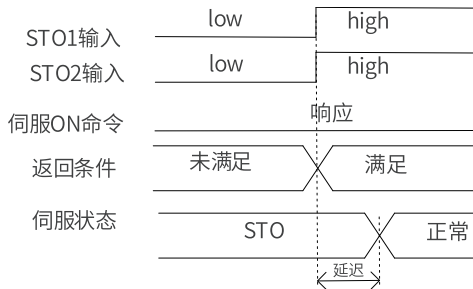 low high
STO1输入
low high
STO2输入
响应
伺服ON命令
返回条件 未满足 满足
伺服状态 STO 正常
延迟